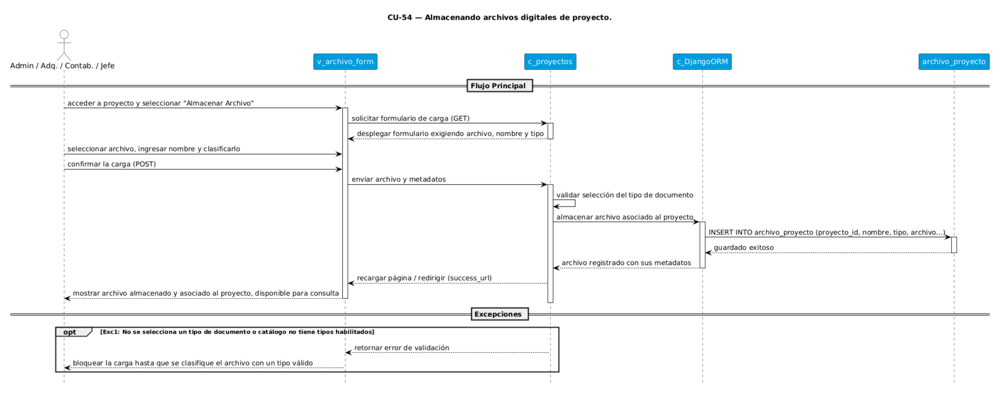 CU-54 — Almacenando archivos digitales de proyecto.
Admin / Adq. / Contab. / Jefe
v_archivo_form
c_proyectos
c_DjangoORM
archivo_proyecto
Flujo Principal
acceder a proyecto y seleccionar "Almacenar Archivo"
solicitar formulario de carga (GET)
desplegar formulario exigiendo archivo, nombre y tipo
seleccionar archivo, ingresar nombre y clasificarlo
confirmar la carga (POST)
enviar archivo y metadatos
validar selección del tipo de documento
almacenar archivo asociado al proyecto
INSERT INTO archivo_proyecto (proyecto_id, nombre, tipo, archivo...)
guardado exitoso
archivo registrado con sus metadatos
recargar página / redirigir (success_url)
mostrar archivo almacenado y asociado al proyecto, disponible para consulta
Excepciones
opt [Exc1: No se selecciona un tipo de documento o catálogo no tiene tipos habilitados]
retornar error de validación
bloquear la carga hasta que se clasifique el archivo con un tipo válido